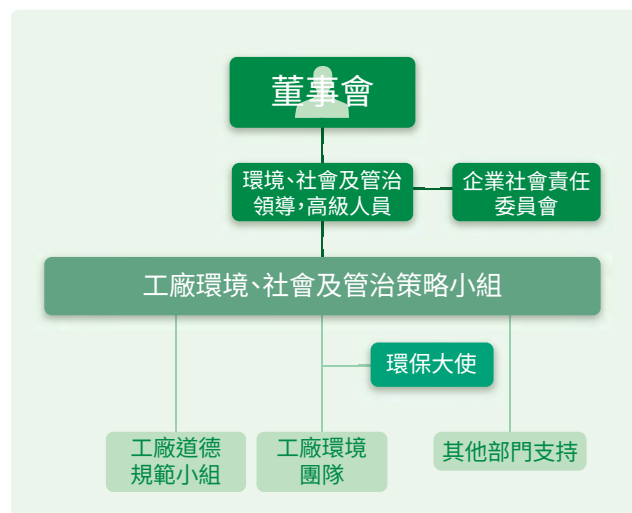 董事會
環境、社會及管治
領導，高級人員
企業社會責任
委員會
工廠環境、社會及管治策略小組
環保大使
工廠道德
規範小組
工廠環境
團隊
其他部門支持